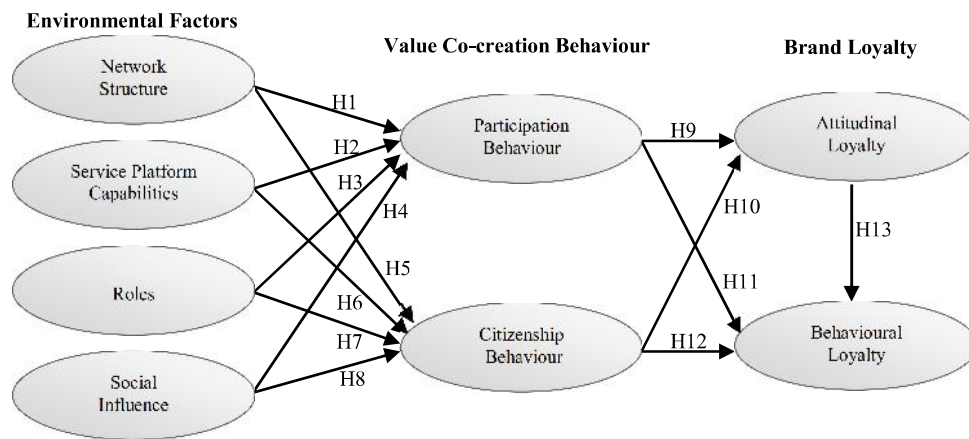 Environmental Factors
Value Co-creation Behaviour
Brand Loyalty
Network
Structure
Service Platform
Capabilities
Roles
Social
Influence
H1
H2
H3
H4
H5
H6
H7
H8
Participation
Behaviour
Citizenship
Behaviour
H9
H10
H11
H12
Attitudinal
Loyalty
H13
Behavioural
Loyalty